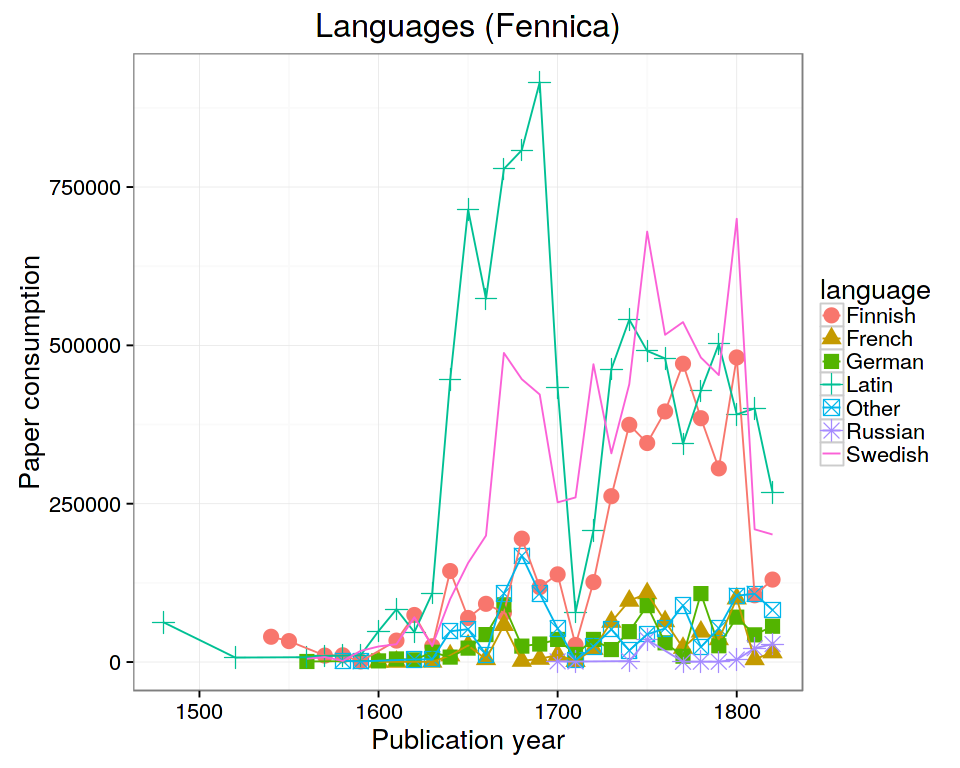 Languages (Fennica)
Paper consumption
750000
500000
250000
0
1500
1600
1700
1800
Publication year
language
Finnish
French
German
Latin
Other
Russian
Swedish